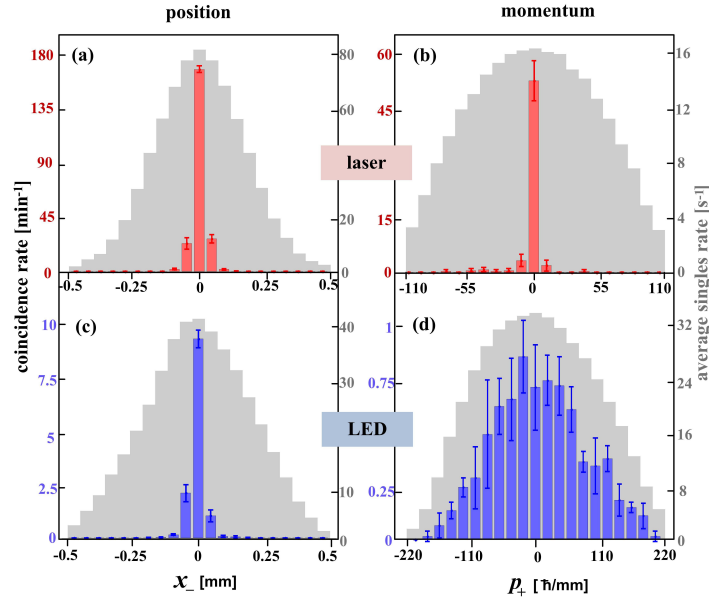 position momentum
(a) (b)
180 135 90 45 0
80 60 40 20 0
60 45 15 0
16 12 8 4 0
laser
-0.5 -0.25 0 0.25 0.5
-110 -55 0 55 110
coincidence rate [min-1]
average singles rate [s-1]
(c) (d)
10 7.5 5 2.5 0
40 30 10 0
1 0.75 0.25 0
32 24 16 8 0
LED
-0.5 -0.25 0 0.25 0.5
-220 -110 0 110 220
x− [mm]
p+ [ħ/mm]